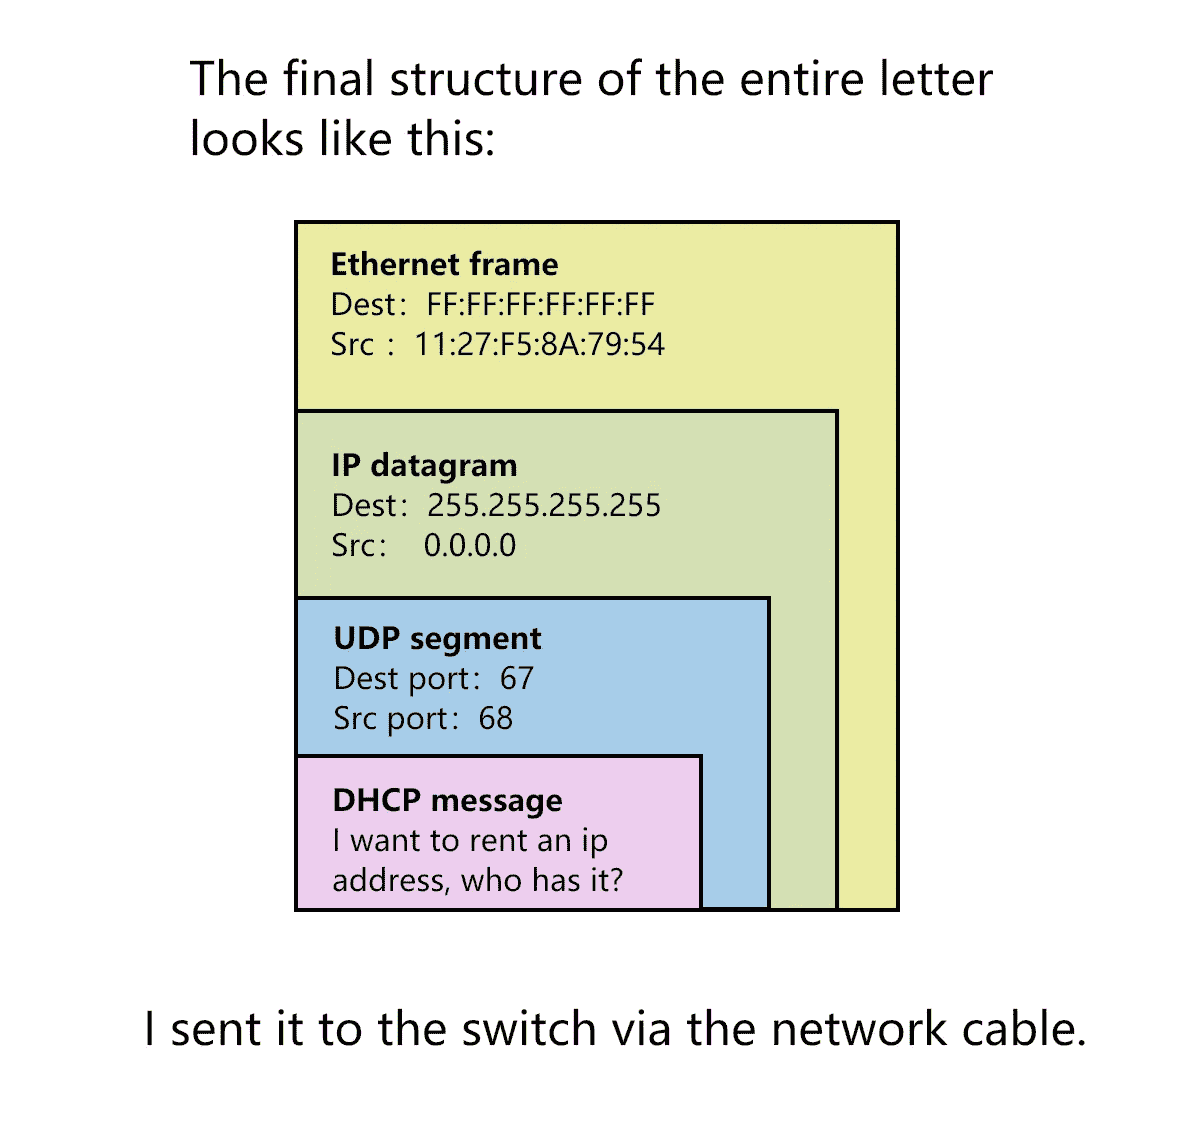 The final structure of the entire letter
looks like this:
Ethernet frame
Dest: FF:FF:FF:FF:FF:FF
Src : 11:27:F5:8A:79:54
IP datagram
Dest: 255.255.255.255
Src: 0.0.0.0
UDP segment
Dest port: 67
Src port: 68
DHCP message
I want to rent an ip
address, who has it?
I sent it to the switch via the network cable.